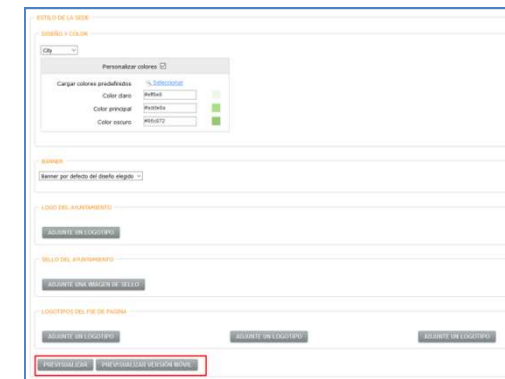 ESTILO DE LA SEDE
DISEÑO Y COLOR
City
Personalizar colores
Cargar colores predefinidos Seleccionar
Color claro
Color principal
Color oscuro
BANNER
Banner por defecto del diseño elegido
LOGO DEL AYUNTAMIENTO
ADJUNTE UN LOGOTIPO
SELLO DEL AYUNTAMIENTO
ADJUNTE UNA IMAGEN DE SELLO
LOGOTIPOS DEL PIE DE PAGINA
ADJUNTE UN LOGOTIPO ADJUNTE UN LOGOTIPO ADJUNTE UN LOGOTIPO
PREVISUALIZAR PREVISUALIZAR VERSIÓN MÓVIL